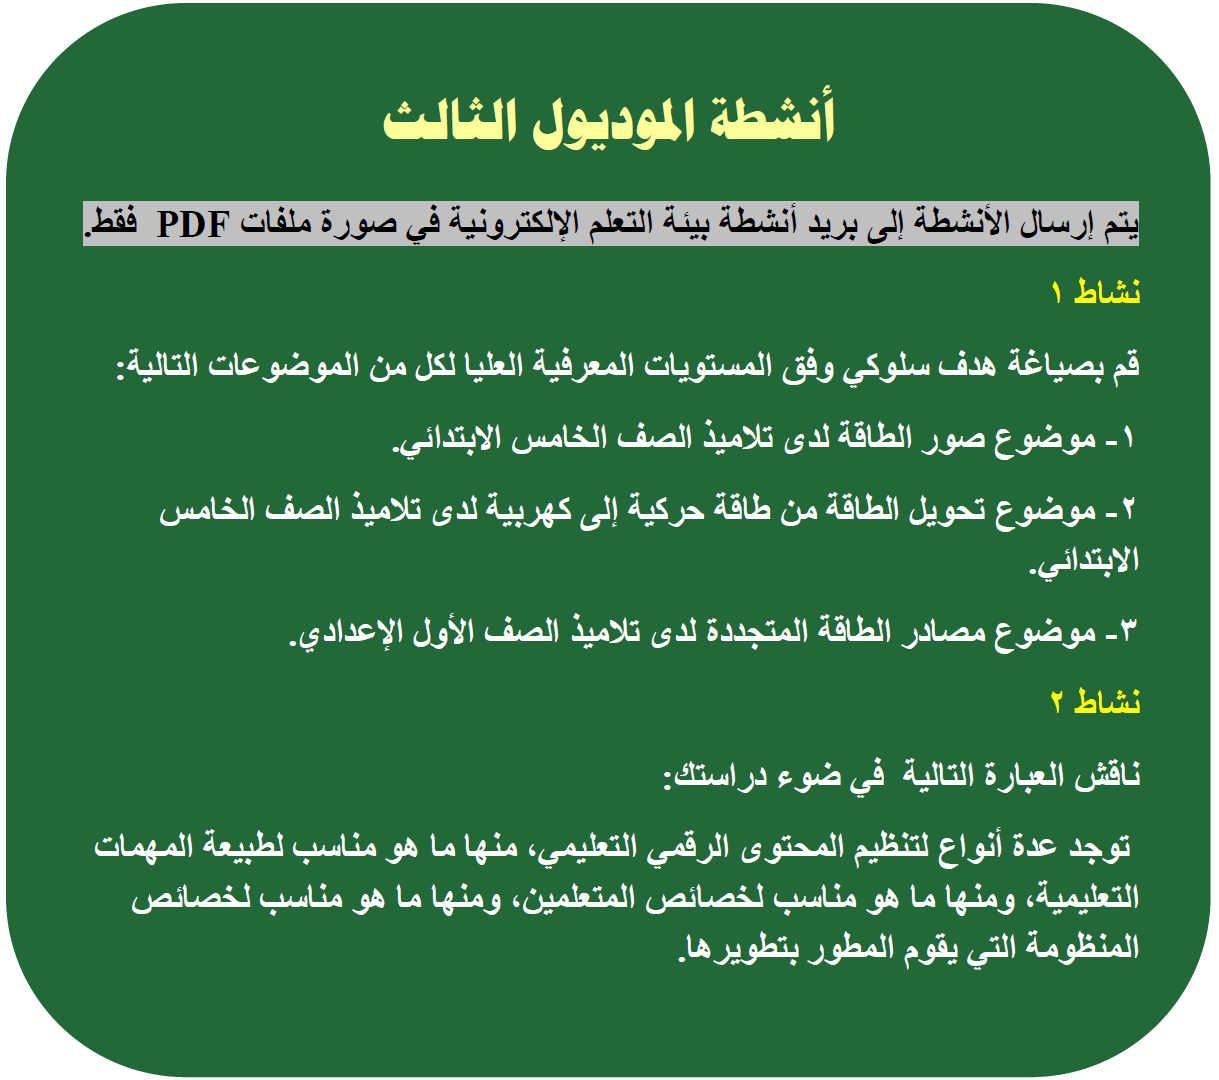 أنشطة الموديول الثالث
يتم إرسال الأنشطة إلى بريد أنشطة بيئة التعلم الإلكترونية في صورة ملفات PDF فقط.
نشاط ١
قم بصياغة هدف سلوكي وفق المستويات المعرفية العليا لكل من الموضوعات التالية:
١- موضوع صور الطاقة لدى تلاميذ الصف الخامس الابتدائي.
٢- موضوع تحويل الطاقة من طاقة حركية إلى كهربية لدى تلاميذ الصف الخامس
الابتدائي.
٣- موضوع مصادر الطاقة المتجددة لدى تلاميذ الصف الأول الإعدادي.
نشاط ٢
ناقش العبارة التالية في ضوء دراستك:
توجد عدة أنواع لتنظيم المحتوى الرقمي التعليمي، منها ما هو مناسب لطبيعة المهمات
التعليمية، ومنها ما هو مناسب لخصائص المتعلمين، ومنها ما هو مناسب لخصائص
المنظومة التي يقوم المطور بتطويرها.